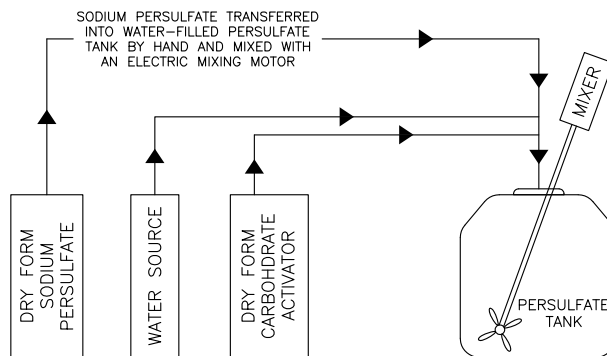 SODIUM PERSULFATE TRANSFERRED
INTO WATER-FILLED PERSULFATE
TANK BY HAND AND MIXED WITH
AN ELECTRIC MIXING MOTOR
MIXER
DRY FORM
SODIUM
PERSULFATE
WATER SOURCE
DRY FORM
CARBOHDRATE
ACTIVATOR
PERSULFATE
TANK